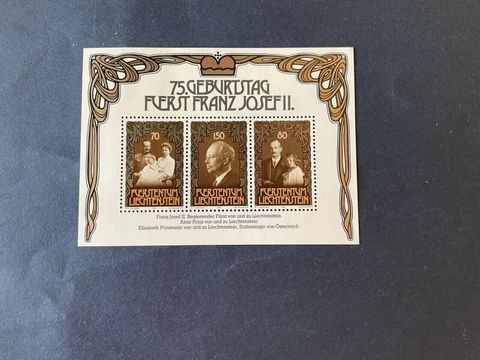 75. GEBURTSTAG
FÜRST FRANZ JOSEF II.
70
150
80
FÜRSTENTUM
LIECHTENSTEIN
FÜRSTENTUM
LIECHTENSTEIN
FÜRSTENTUM
LIECHTENSTEIN
Franz Josef II. Regierender Fürst von und zu Liechtenstein
Alois Prinz von und zu Liechtenstein
Elisabeth Prinzessin von und zu Liechtenstein, Erzherzogin von Österreich